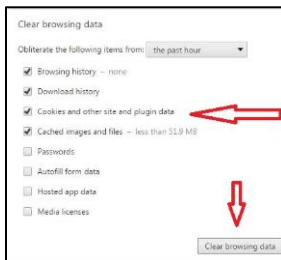 Clear browsing data
Obliterate the following items from: the past hour
Browsing history – none
Download history
Cookies and other site and plugin data
Cached images and files – less than 51.9 MB
Passwords
Autofill form data
Hosted app data
Media licenses
Clear browsing data